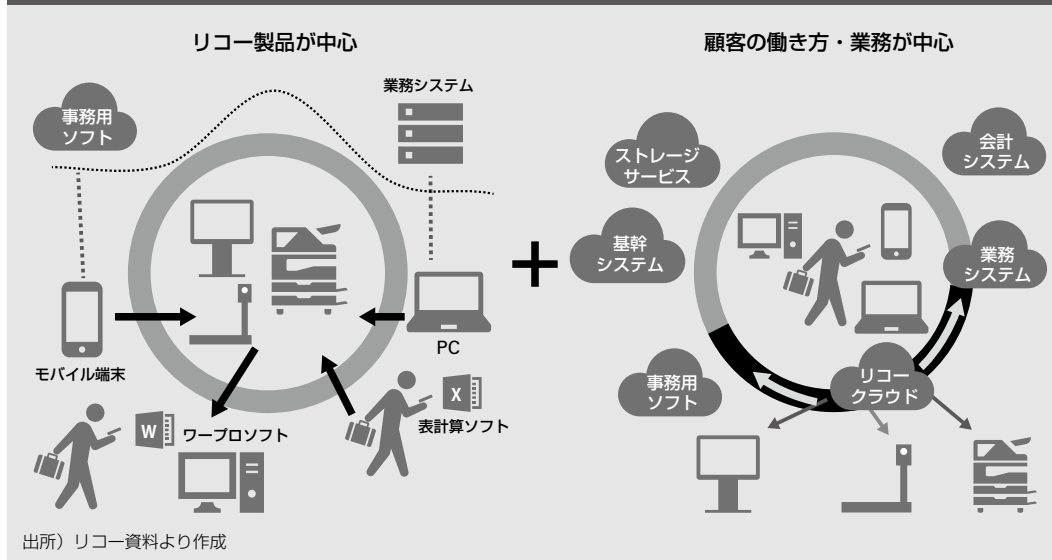 リコー製品が中心
事務用
ソフト
業務システム
モバイル端末
PC
W
ワープロソフト
X
表計算ソフト
+
顧客の働き方・業務が中心
ストレージ
サービス
会計
システム
基幹
システム
業務
システム
事務用
ソフト
リコー
クラウド
出所）リコー資料より作成